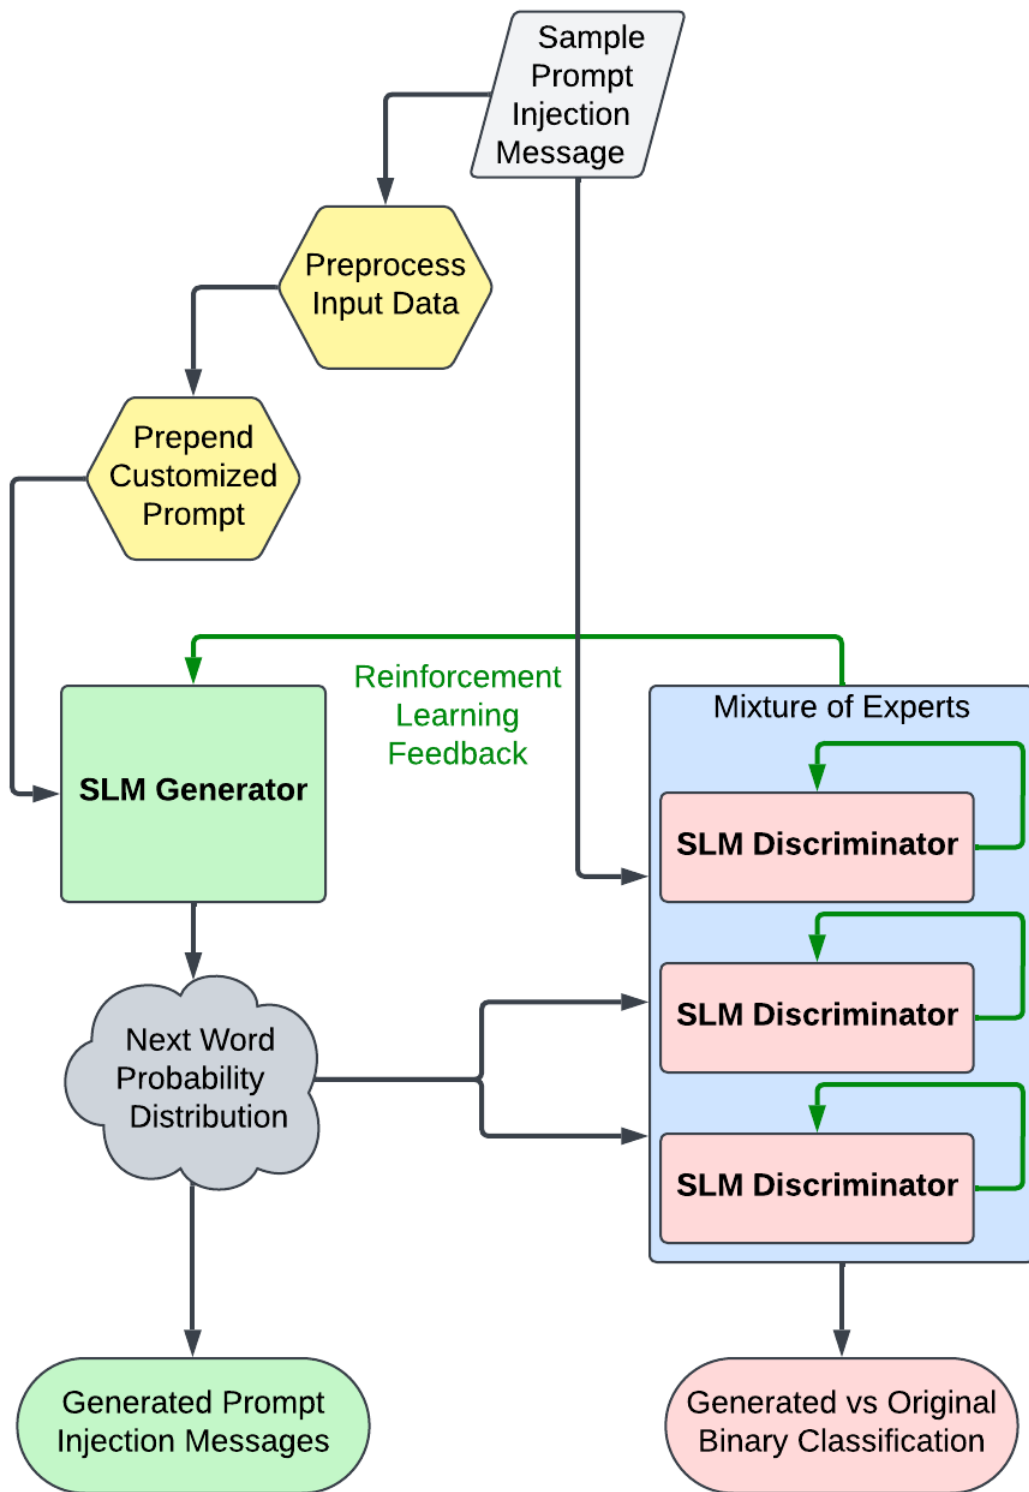 Sample
Prompt
Injection
Message
Preprocess
Input Data
Prepend
Customized
Prompt
Reinforcement
Learning
Feedback
SLM Generator
Mixture of Experts
SLM Discriminator
SLM Discriminator
SLM Discriminator
Next Word
Probability
Distribution
Generated Prompt
Injection Messages
Generated vs Original
Binary Classification